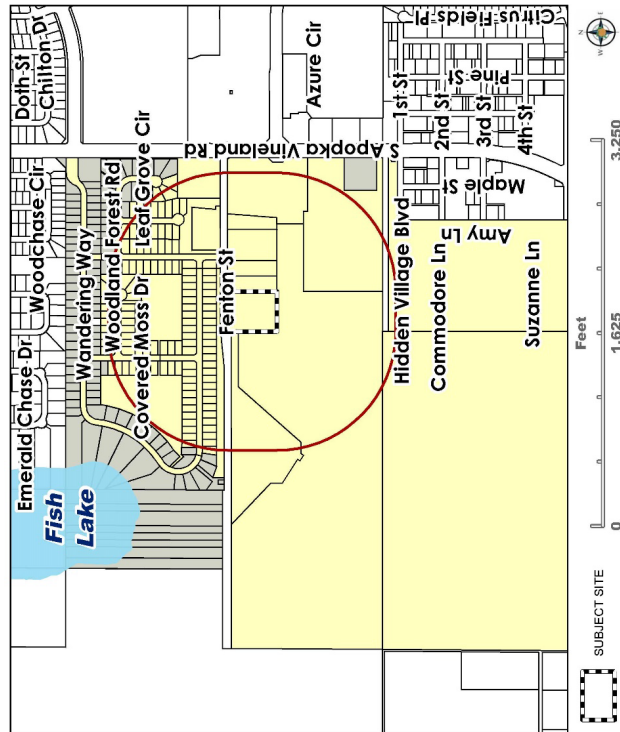 Doth St
Chilton Dr
Emerald Chase Dr
Woodchase Cir
Fish
Lake
Wandering Way
Woodland Forest Rd
Covered Moss Dr
Leaf Grove Cir
Fenton St
S Apopka Vineland Rd
Azure Cir
Hidden Village Blvd
Commodore Ln
Suzanne Ln
Amy Ln
Maple St
1st St
2nd St
3rd St
4th St
Pine St
Citrus Fields Pl
N
W
E
S
Feet
0
1,625
3,250
SUBJECT SITE